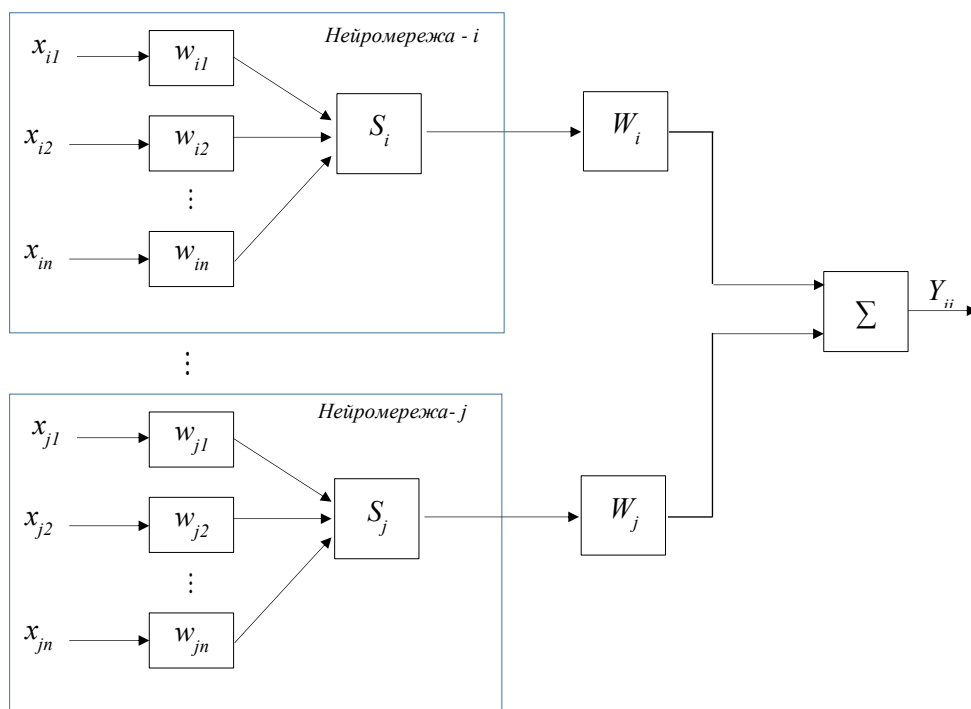 Нейромережа - i
x_{i1}
w_{i1}
x_{i2}
w_{i2}
⋮
x_{in}
w_{in}
S_i
W_i
Σ
Y_{ij}
⋮
Нейромережа- j
x_{j1}
w_{j1}
x_{j2}
w_{j2}
⋮
x_{jn}
w_{jn}
S_j
W_j